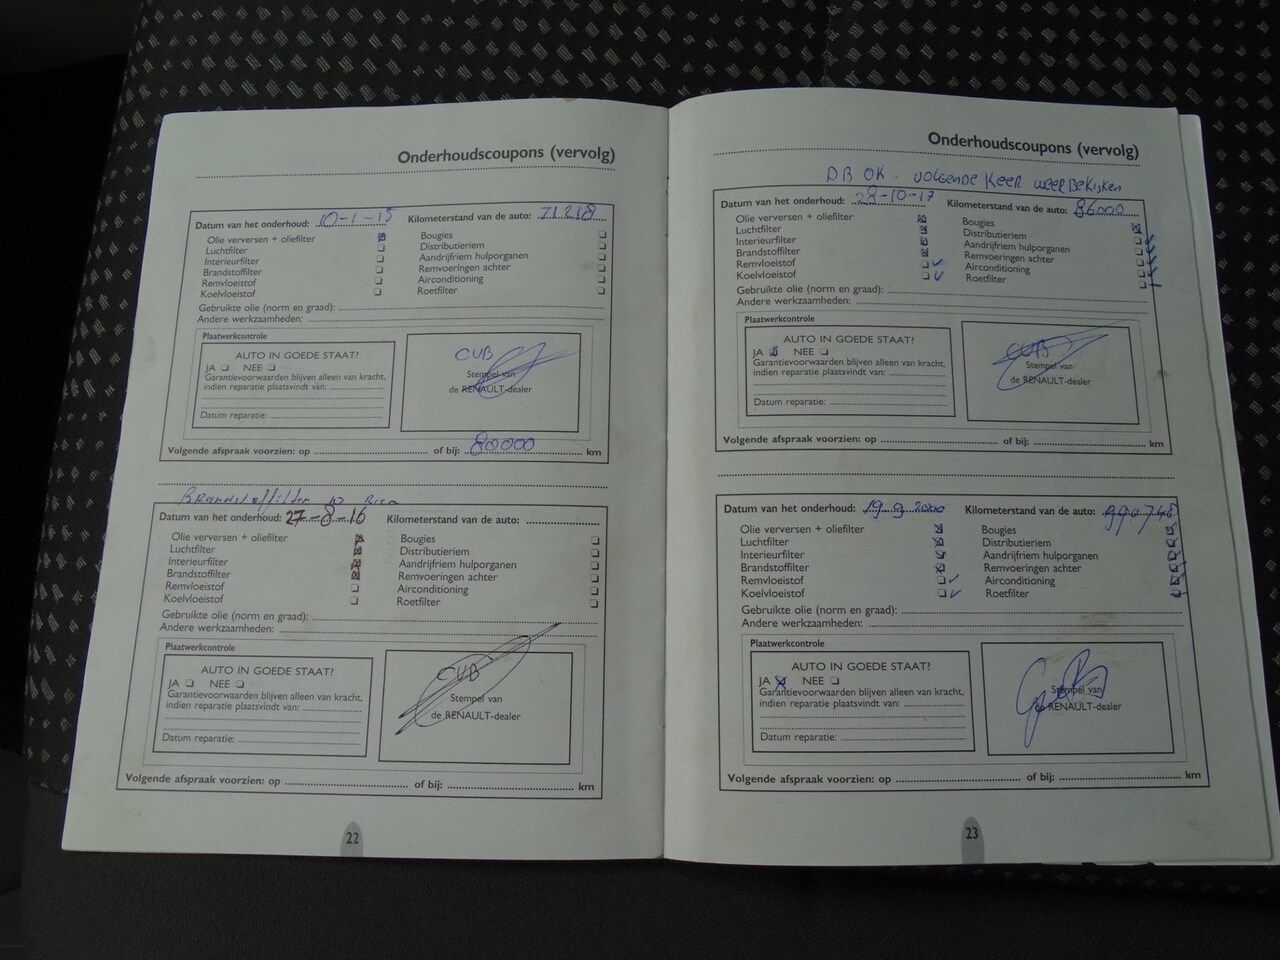 Onderhoudscoupons (vervolg)
Datum van het onderhoud: 10-1-15 Kilometerstand van de auto: 71218
Olie verversen + oliefilter Bougies
Luchtfilter Distributieriem
Interieurfilter Aandrijfriem hulporganen
Brandstoffilter Remvoeringen achter
Remvloeistof Airconditioning
Koelvloeistof Roetfilter
Gebruikte olie (norm en graad):
Andere werkzaamheden:
Plaatwerkcontrole
AUTO IN GOEDE STAAT?
JA NEE
Garantievoorwaarden blijven alleen van kracht,
indien reparatie plaatsvindt van:
Datum reparatie:
CUB
Stempel van
de RENAULT-dealer
Volgende afspraak voorzien: op of bij: 80000 km
Brandstoffilter
Datum van het onderhoud: 27-8-16 Kilometerstand van de auto:
Olie verversen + oliefilter Bougies
Luchtfilter Distributieriem
Interieurfilter Aandrijfriem hulporganen
Brandstoffilter Remvoeringen achter
Remvloeistof Airconditioning
Koelvloeistof Roetfilter
Gebruikte olie (norm en graad):
Andere werkzaamheden:
Plaatwerkcontrole
AUTO IN GOEDE STAAT?
JA NEE
Garantievoorwaarden blijven alleen van kracht,
indien reparatie plaatsvindt van:
Datum reparatie:
CUB
Stempel van
de RENAULT-dealer
Volgende afspraak voorzien: op of bij: km
22
Onderhoudscoupons (vervolg)
DB OK. VOLGENDE KEER WEER BEKIJKEN
Datum van het onderhoud: 28-10-17 Kilometerstand van de auto: 86000
Olie verversen + oliefilter Bougies
Luchtfilter Distributieriem
Interieurfilter Aandrijfriem hulporganen
Brandstoffilter Remvoeringen achter
Remvloeistof Airconditioning
Koelvloeistof Roetfilter
Gebruikte olie (norm en graad):
Andere werkzaamheden:
Plaatwerkcontrole
AUTO IN GOEDE STAAT?
JA NEE
Garantievoorwaarden blijven alleen van kracht,
indien reparatie plaatsvindt van:
Datum reparatie:
CUB
Stempel van
de RENAULT-dealer
Volgende afspraak voorzien: op of bij: km
Datum van het onderhoud: 19 9 Kilometerstand van de auto:
Olie verversen + oliefilter Bougies
Luchtfilter Distributieriem
Interieurfilter Aandrijfriem hulporganen
Brandstoffilter Remvoeringen achter
Remvloeistof Airconditioning
Koelvloeistof Roetfilter
Gebruikte olie (norm en graad):
Andere werkzaamheden:
Plaatwerkcontrole
AUTO IN GOEDE STAAT?
JA NEE
Garantievoorwaarden blijven alleen van kracht,
indien reparatie plaatsvindt van:
Datum reparatie:
Stempel van
de RENAULT-dealer
Volgende afspraak voorzien: op of bij: km
23